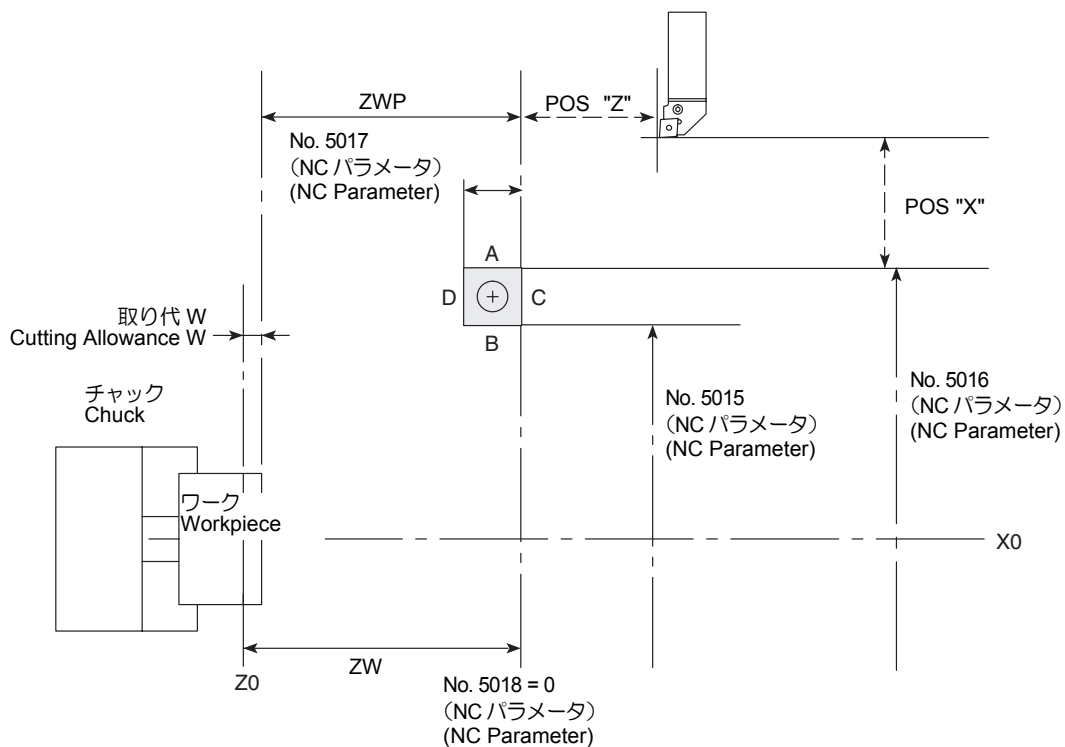 ZWP
POS "Z"
No. 5017
（NC パラメータ）
(NC Parameter)
POS "X"
A
D
C
B
取り代 W
Cutting Allowance W
チャック
Chuck
No. 5015
（NC パラメータ）
(NC Parameter)
No. 5016
（NC パラメータ）
(NC Parameter)
ワーク
Workpiece
X0
ZW
Z0
No. 5018 = 0
（NC パラメータ）
(NC Parameter)